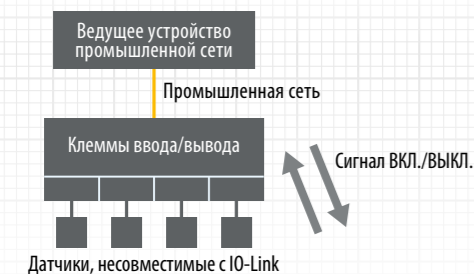 Ведущее устройство
промышленной сети
Промышленная сеть
Клеммы ввода/вывода
Сигнал ВКЛ./ВЫКЛ.
Датчики, несовместимые с IO-Link